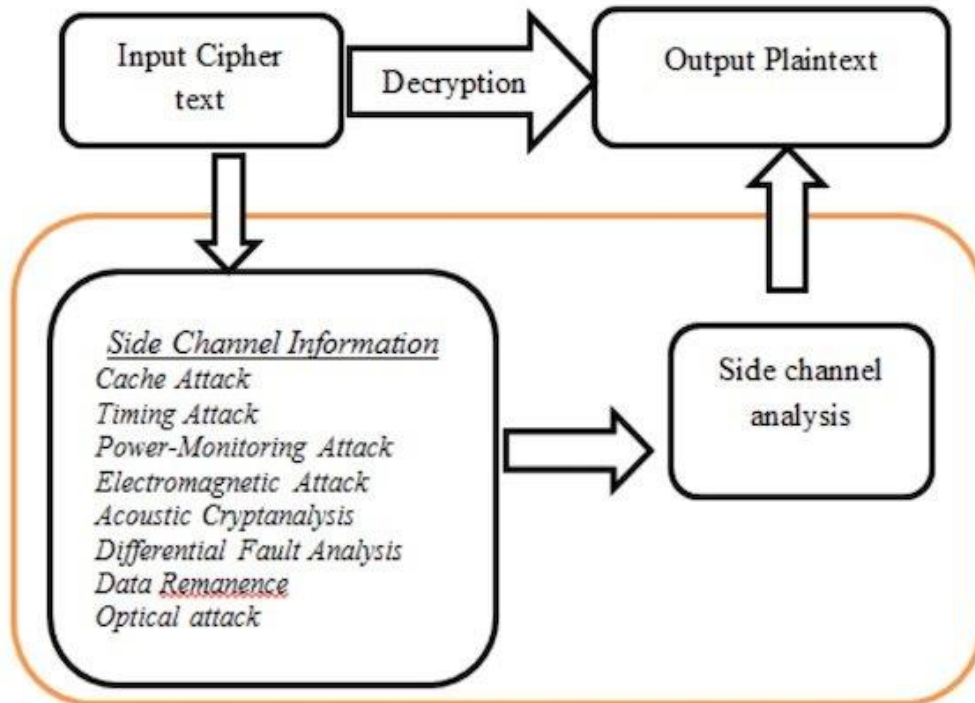 Input Cipher
text
Decryption
Output Plaintext
Side Channel Information
Cache Attack
Timing Attack
Power-Monitoring Attack
Electromagnetic Attack
Acoustic Cryptanalysis
Differential Fault Analysis
Data Remanence
Optical attack
Side channel
analysis